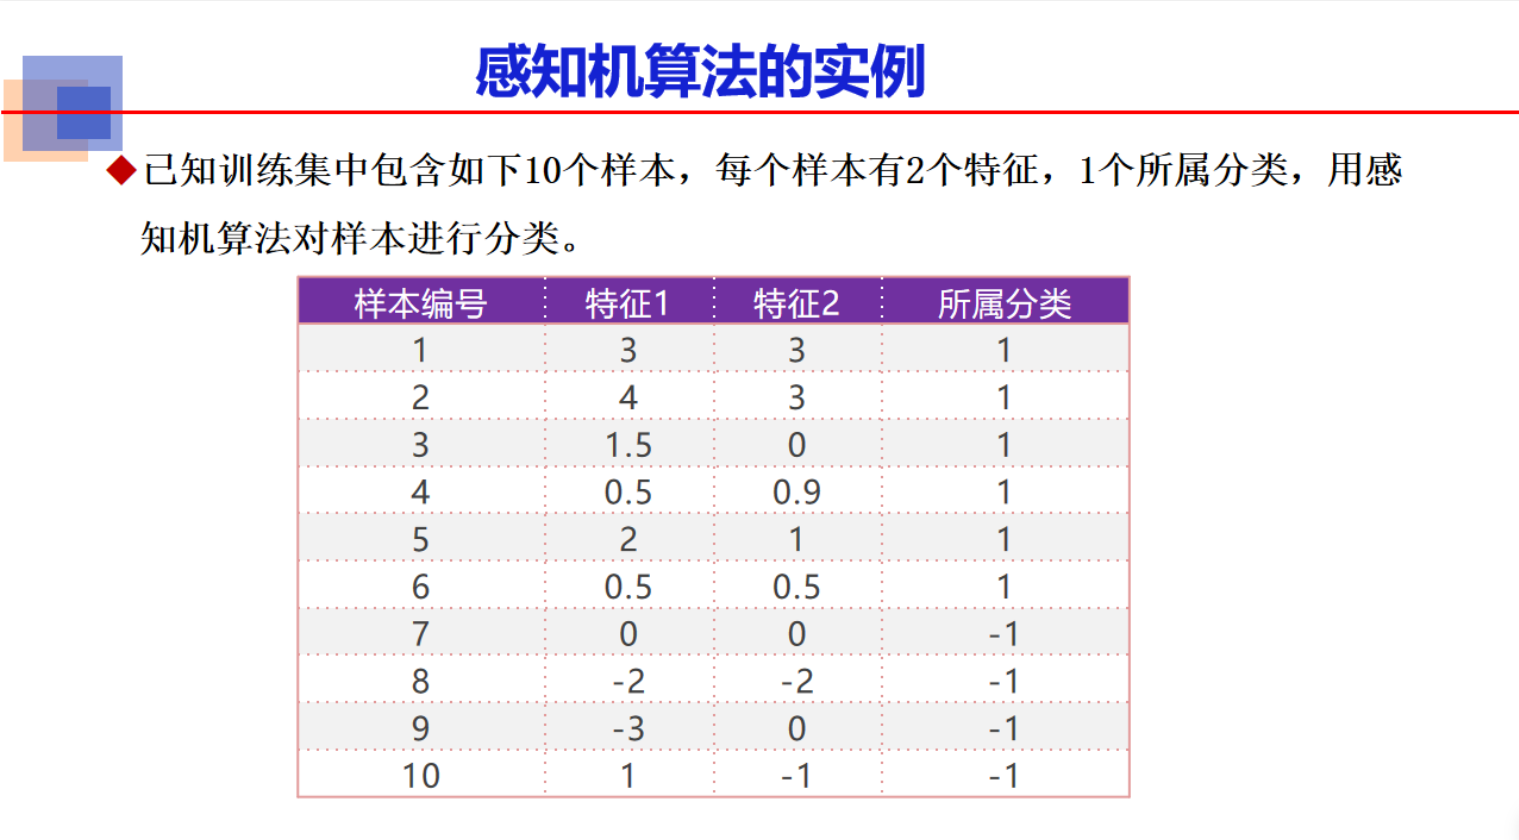 感知机算法的实例
已知训练集中包含如下10个样本，每个样本有2个特征，1个所属分类，用感
知机算法对样本进行分类。
样本编号 特征1 特征2 所属分类
1 3 3 1
2 4 3 1
3 1.5 0 1
4 0.5 0.9 1
5 2 1 1
6 0.5 0.5 1
7 0 0 -1
8 -2 -2 -1
9 -3 0 -1
10 1 -1 -1